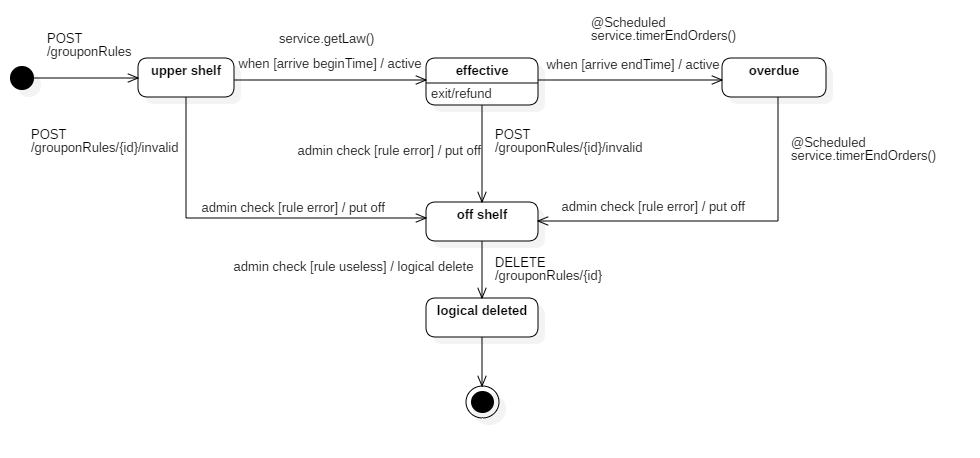 @Scheduled
service.timerEndOrders()
POST
/grouponRules
service.getLaw()
upper shelf
when [arrive beginTime] / active
effective
exit/refund
when [arrive endTime] / active
overdue
POST
/grouponRules/{id}/invalid
admin check [rule error] / put off
POST
/grouponRules/{id}/invalid
@Scheduled
service.timerEndOrders()
admin check [rule error] / put off
off shelf
admin check [rule error] / put off
admin check [rule useless] / logical delete
DELETE
/grouponRules/{id}
logical deleted